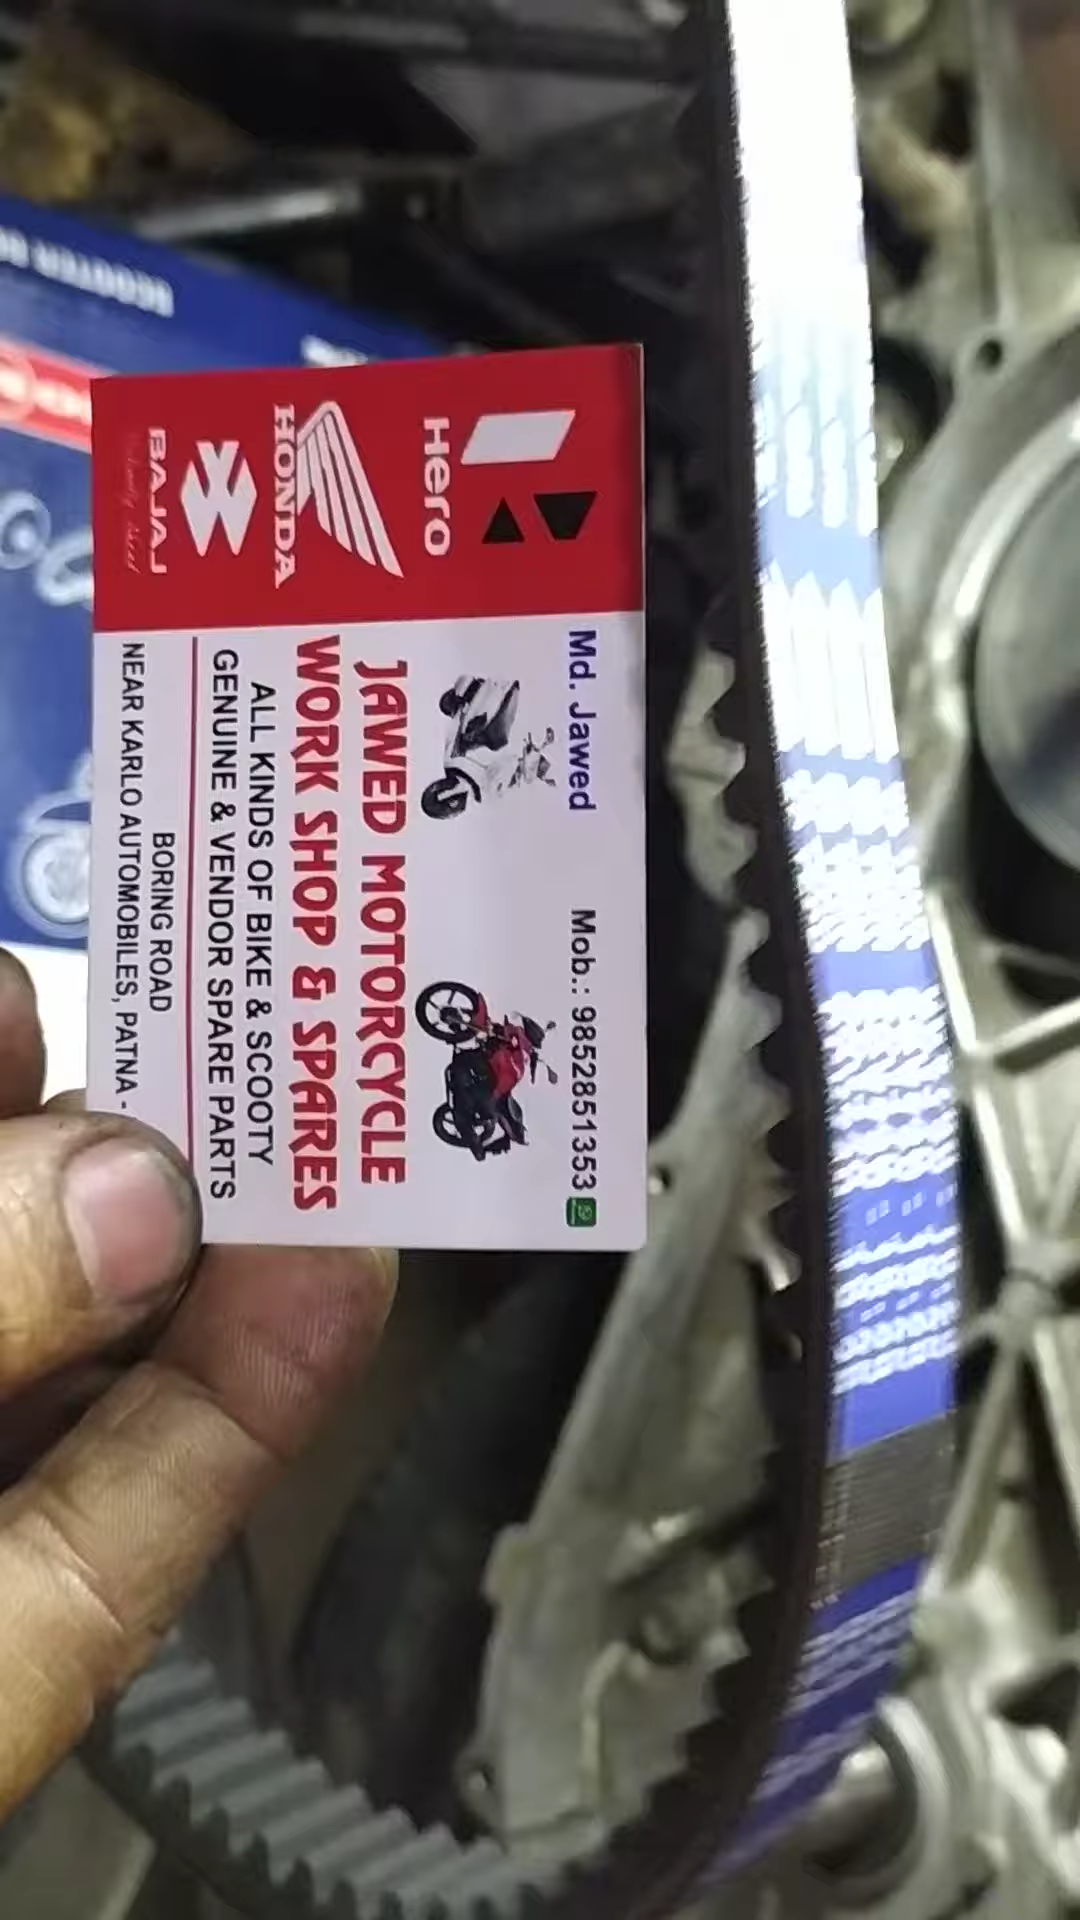 Hero
HONDA
BAJAJ
Md. Jawed
Mob.: 9852851353
JAWED MOTORCYCLE
WORK SHOP & SPARES
ALL KINDS OF BIKE & SCOOTY
GENUINE & VENDOR SPARE PARTS
BORING ROAD
NEAR KARLO AUTOMOBILES, PATNA -
SCOOTER